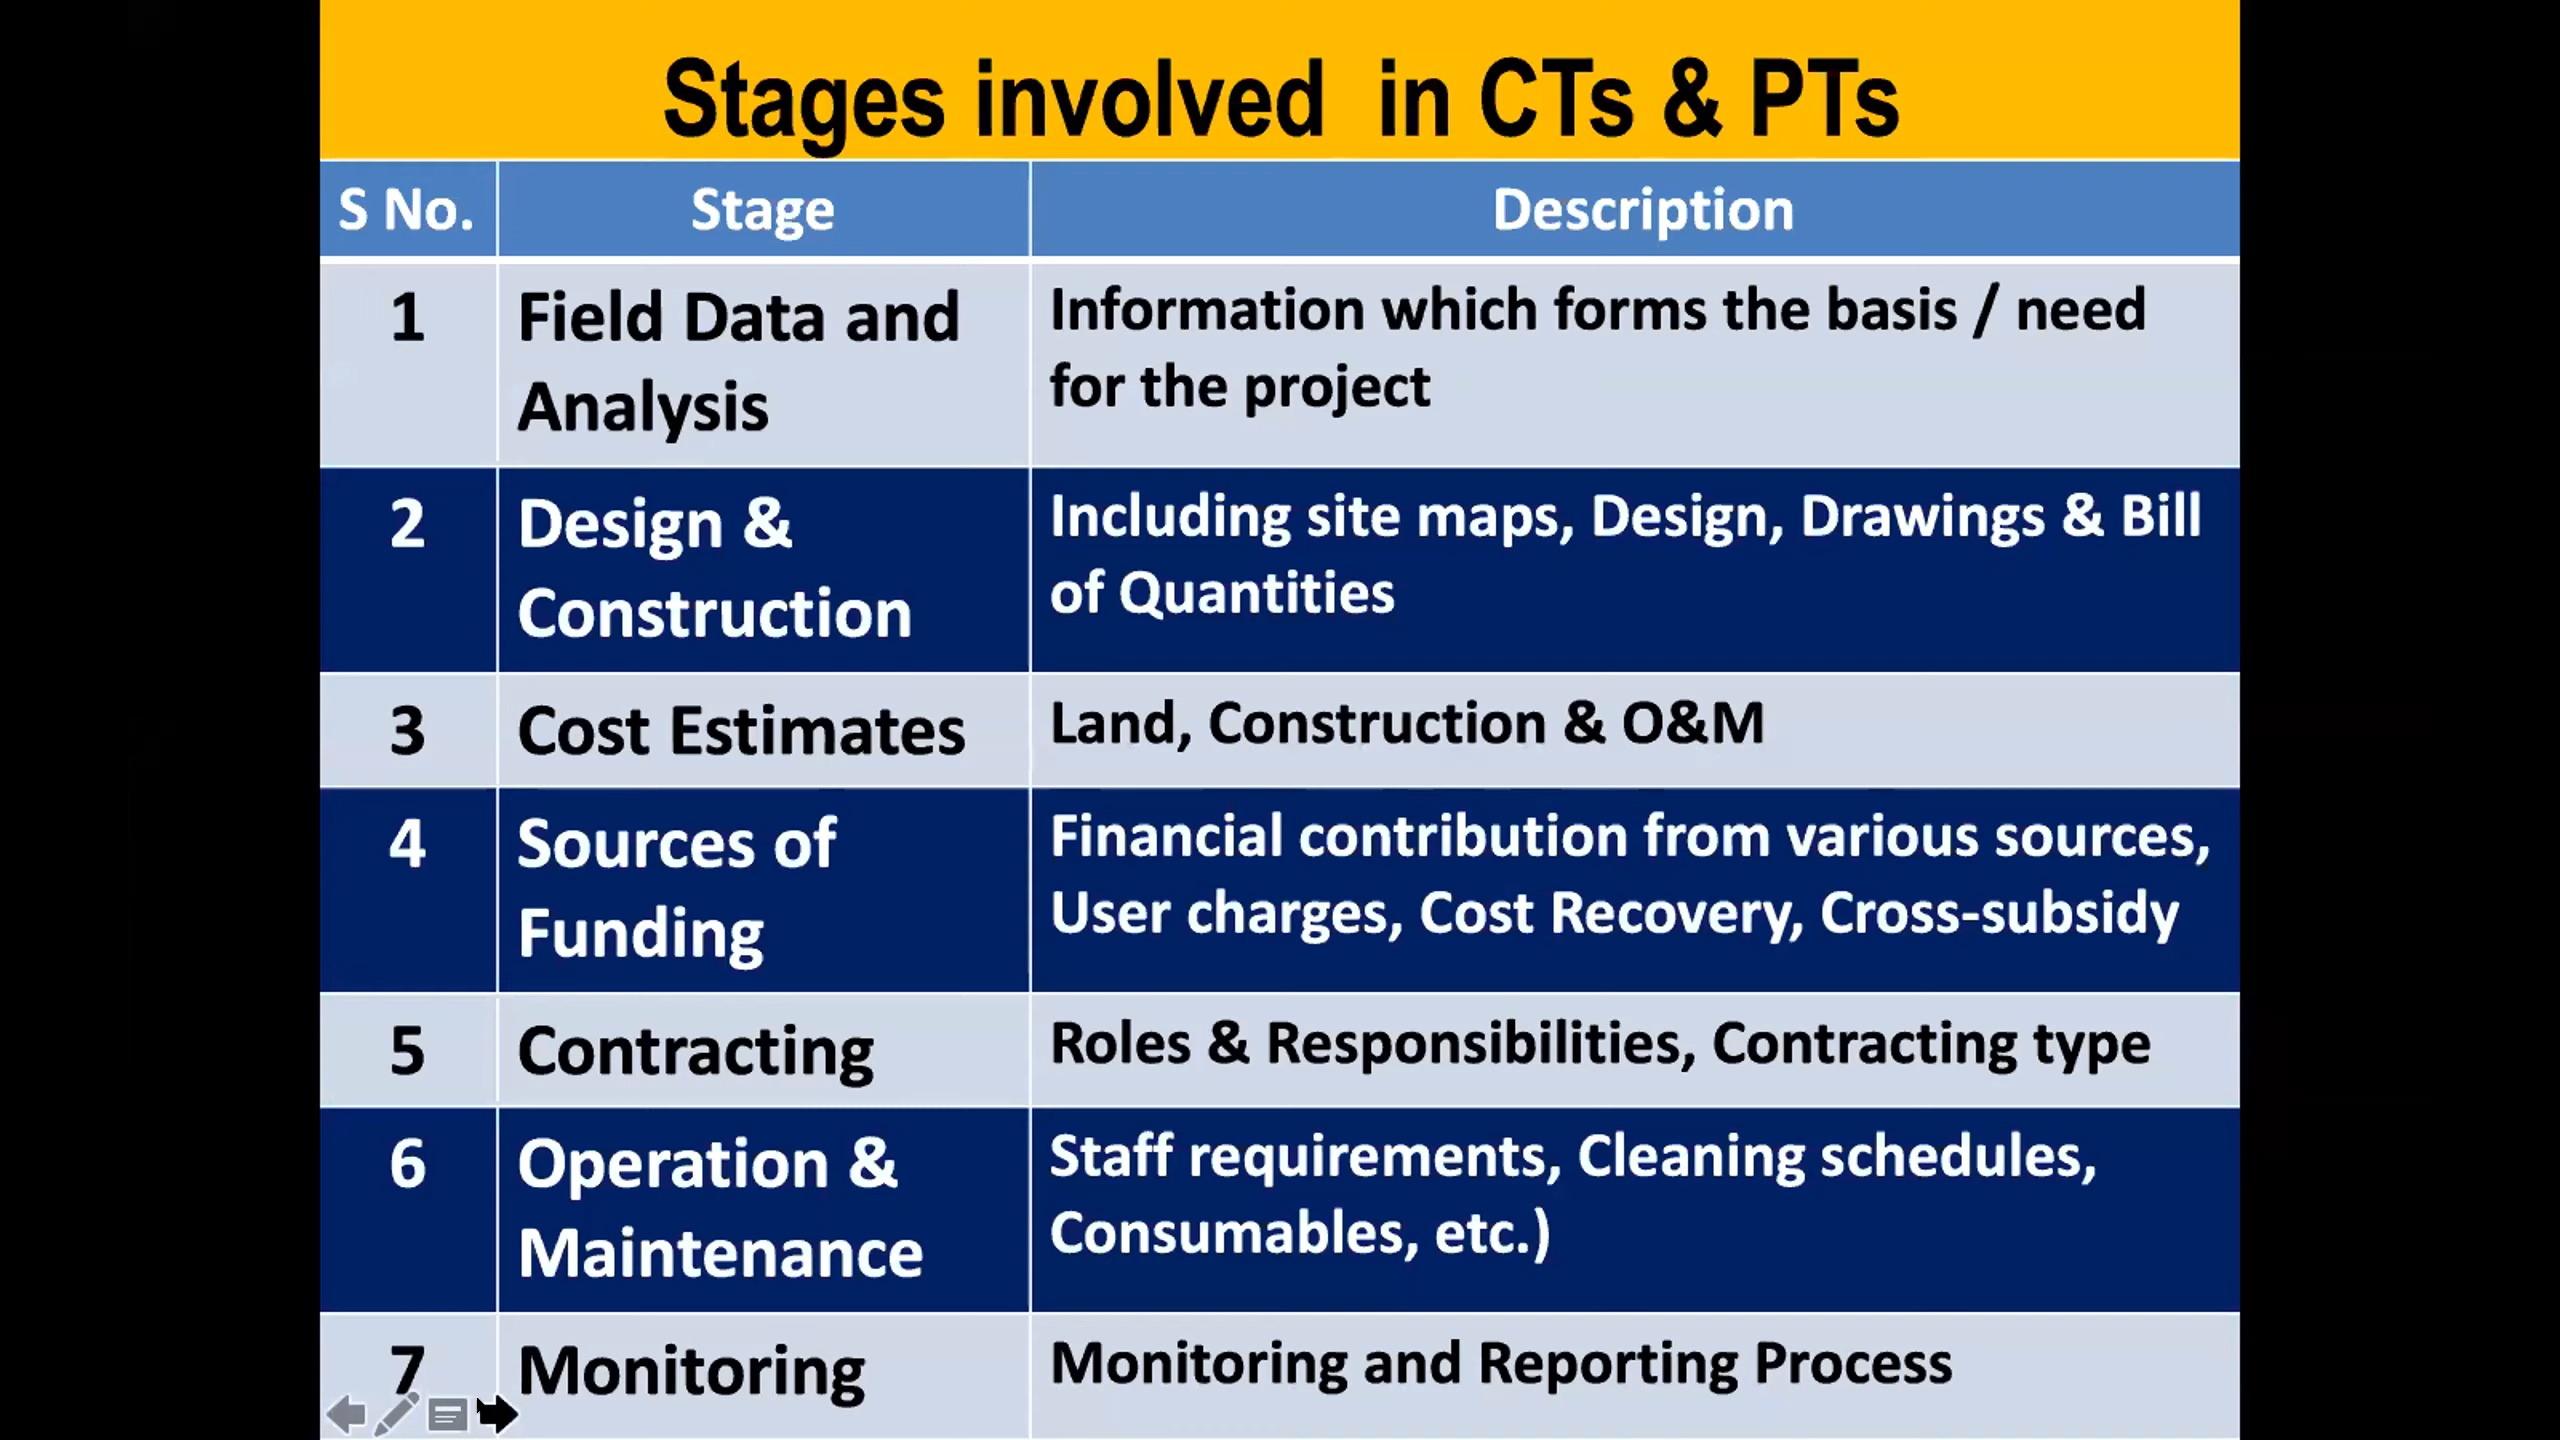 Stages involved in CTs & PTs
S No.
Stage
Description
1
Field Data and
Analysis
Information which forms the basis / need
for the project
2
Design &
Construction
Including site maps, Design, Drawings & Bill
of Quantities
3
Cost Estimates
Land, Construction & O&M
4
Sources of
Funding
Financial contribution from various sources,
User charges, Cost Recovery, Cross-subsidy
5
Contracting
Roles & Responsibilities, Contracting type
6
Operation &
Maintenance
Staff requirements, Cleaning schedules,
Consumables, etc.)
7
Monitoring
Monitoring and Reporting Process